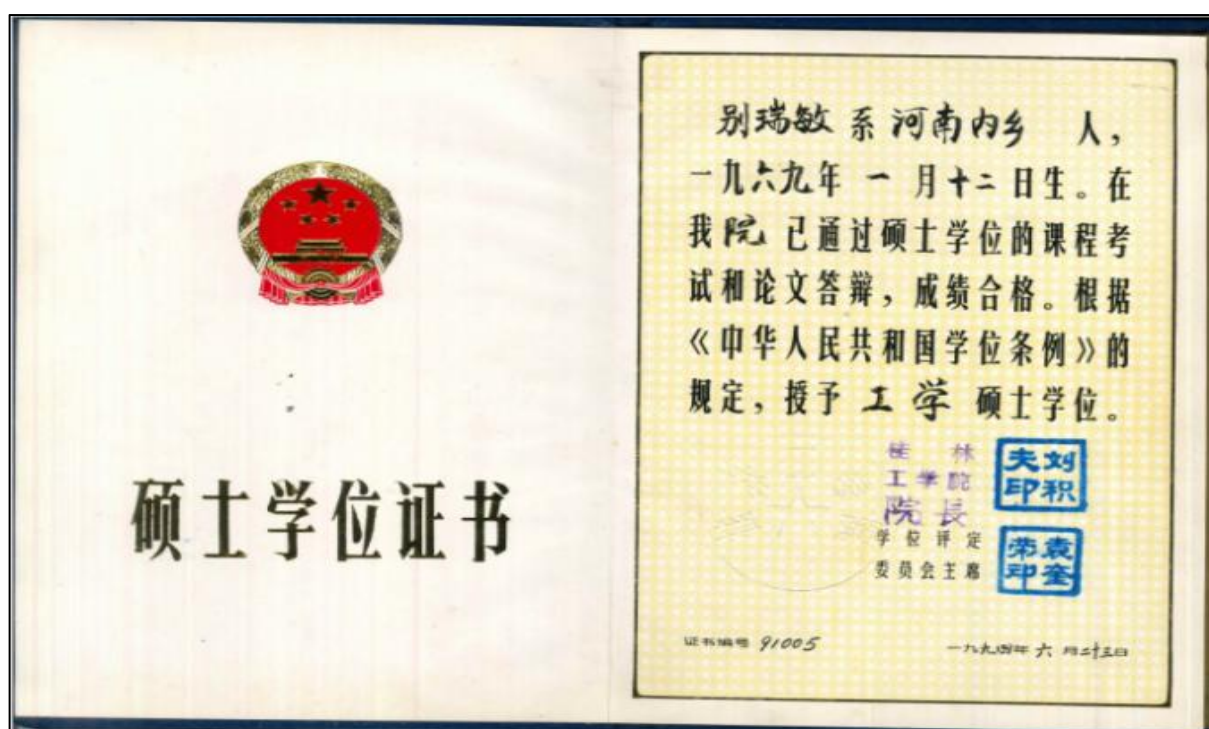 硕士学位证书
别瑞敏 系 河南内乡 人，
一九六九年 一 月十二日生。在
我院 已通过硕士学位的课程考
试和论文答辩，成绩合格。根据
《中华人民共和国学位条例》的
规定，授予 工学 硕士学位。
桂林
工学院
院長
刘积
夫印
学位评定
委员会主席
袁奎
荣印
证书编号 91005
一九九四年 六 月二十三日